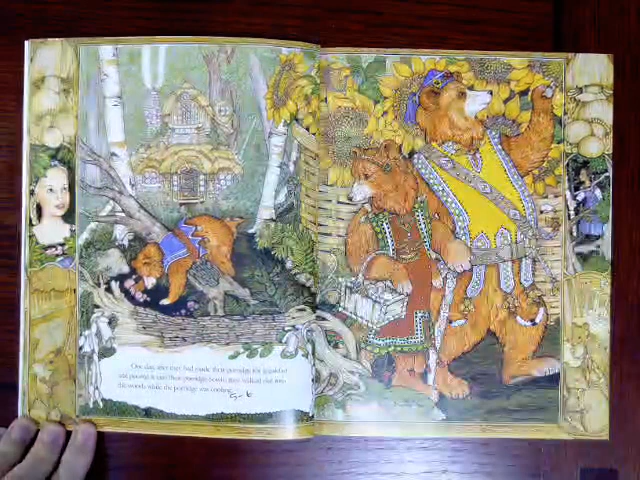 One day, after they had made their porridge for breakfast
and poured it into their porridge-bowls, they walked out into
the woods while the porridge was cooling.